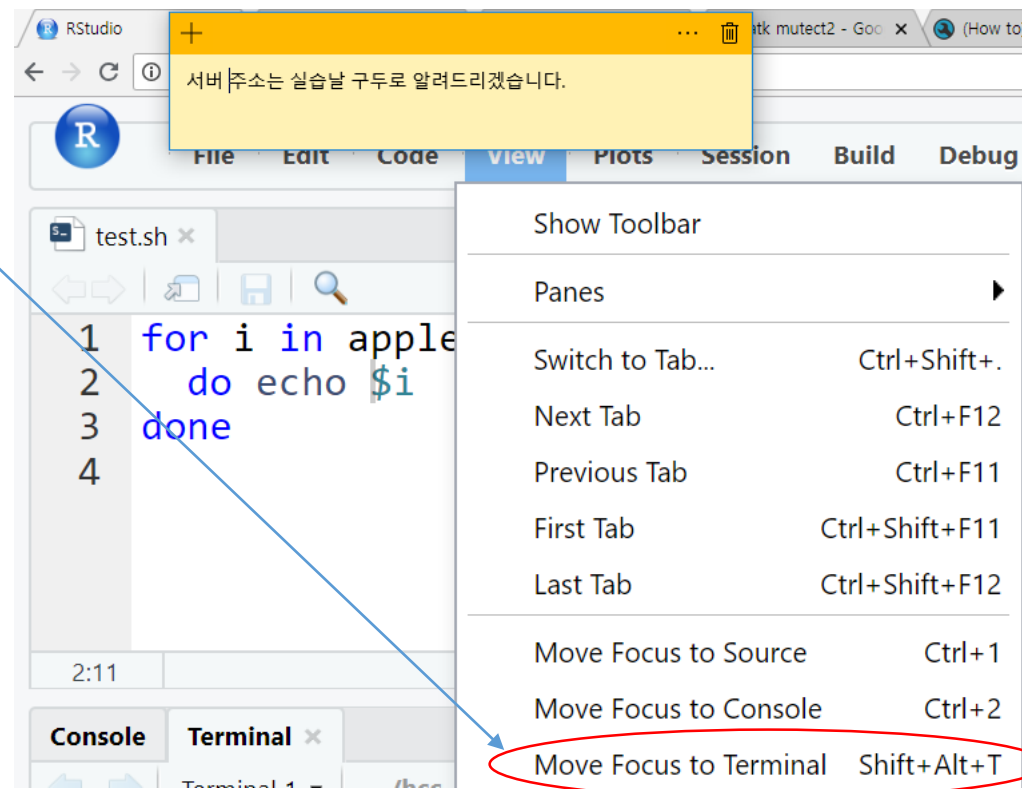 RStudio
atk mutect2 - Goo
(How to
서버 주소는 실습날 구두로 알려드리겠습니다.
R
File Edit Code View Plots Session Build Debug
test.sh
1 for i in apple
2 do echo $i
3 done
4
2:11
Console Terminal
Terminal 1
Show Toolbar
Panes
Switch to Tab... Ctrl+Shift+.
Next Tab Ctrl+F12
Previous Tab Ctrl+F11
First Tab Ctrl+Shift+F11
Last Tab Ctrl+Shift+F12
Move Focus to Source Ctrl+1
Move Focus to Console Ctrl+2
Move Focus to Terminal Shift+Alt+T